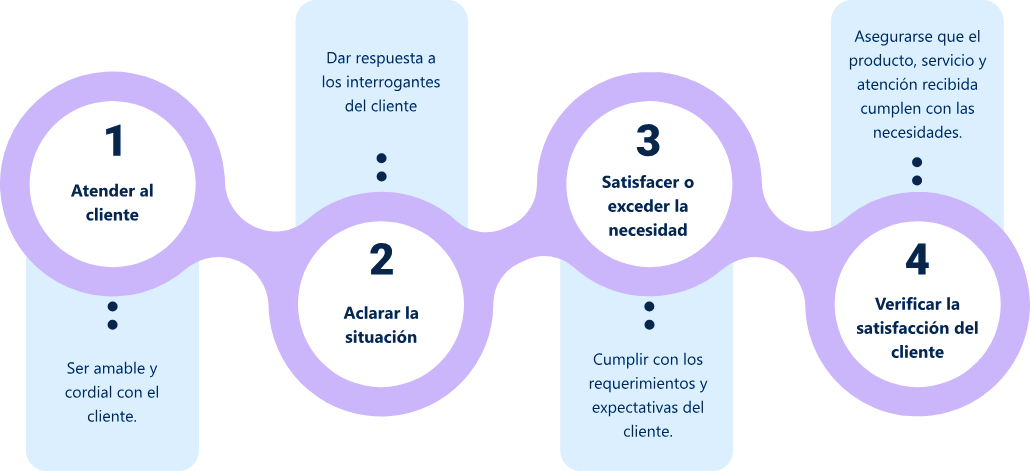 1
Atender al
cliente
Ser amable y
cordial con el
cliente.
Dar respuesta a
los interrogantes
del cliente
2
Aclarar la
situación
3
Satisfacer o
exceder la
necesidad
Cumplir con los
requerimientos y
expectativas del
cliente.
Asegurarse que el
producto, servicio y
atención recibida
cumplen con las
necesidades.
4
Verificar la
satisfacción del
cliente